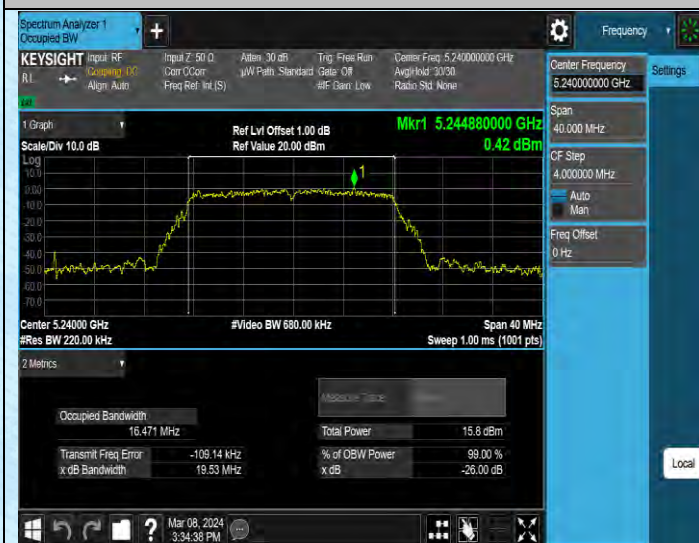 Spectrum Analyzer 1
Occupied BW
Frequency
KEYSIGHT Input: RF Input Z: 50 Ω Atten: 30 dB Trig: Free Run Center Freq: 5.240000000 GHz
RL Coupling: DC Corr CCorr µW Path: Standard Gate: Off Avg|Hold: 30/30
Align: Auto Freq Ref: Int (S) #IF Gain: Low Radio Std: None
Center Frequency
5.240000000 GHz
Settings
Span
40.000 MHz
CF Step
4.000000 MHz
Auto
Man
Freq Offset
0 Hz
1 Graph
Ref Lvl Offset 1.00 dB
Mkr1 5.244880000 GHz
Scale/Div 10.0 dB
Ref Value 20.00 dBm
0.42 dBm
Log
10.0
0.00
-10.0
-20.0
-30.0
-40.0
-50.0
-60.0
-70.0
1
Center 5.24000 GHz
#Video BW 680.00 kHz
Span 40 MHz
#Res BW 220.00 kHz
Sweep 1.00 ms (1001 pts)
2 Metrics
Measure Trace
Occupied Bandwidth
16.471 MHz
Total Power 15.8 dBm
Transmit Freq Error -109.14 kHz
% of OBW Power 99.00 %
x dB Bandwidth 19.53 MHz
x dB -26.00 dB
Local
?
Mar 08, 2024
3:34:38 PM